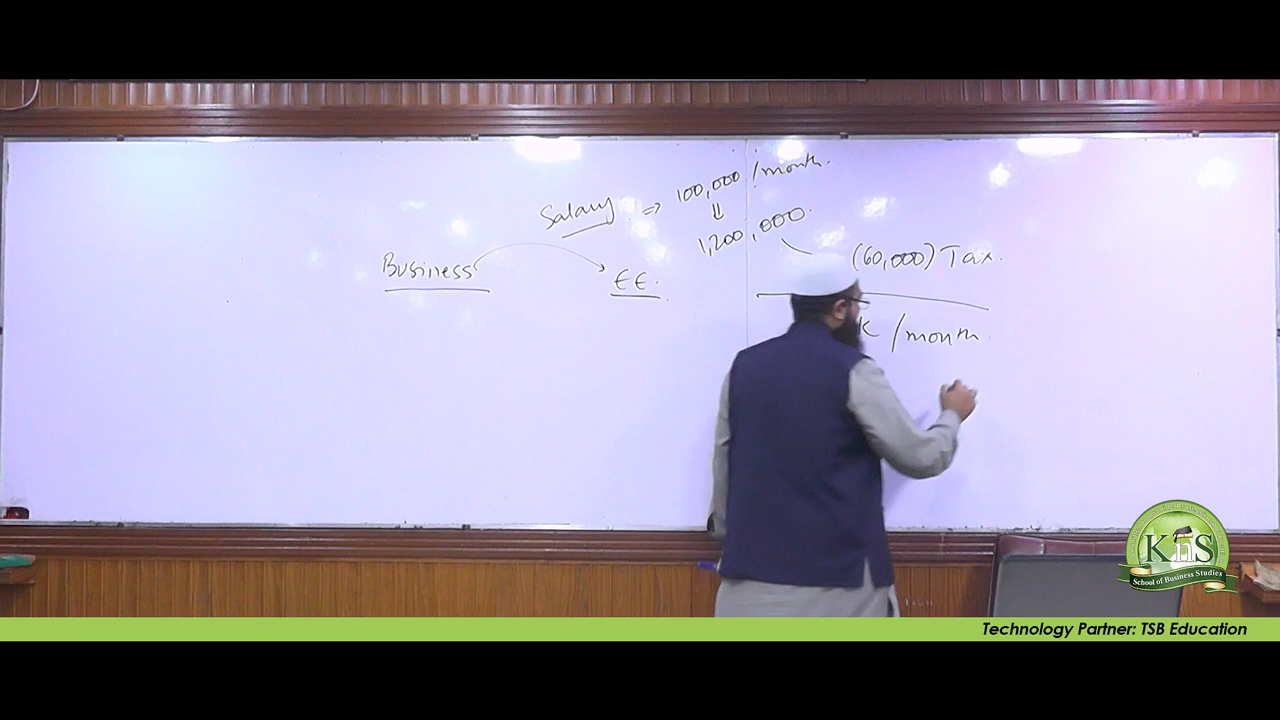 Salary ⇒ 100,000 /month.
⇓
1,200,000.
Business
EE.
(60,000) Tax.
K /month.
KnS
School of Business Studies
Technology Partner: TSB Education